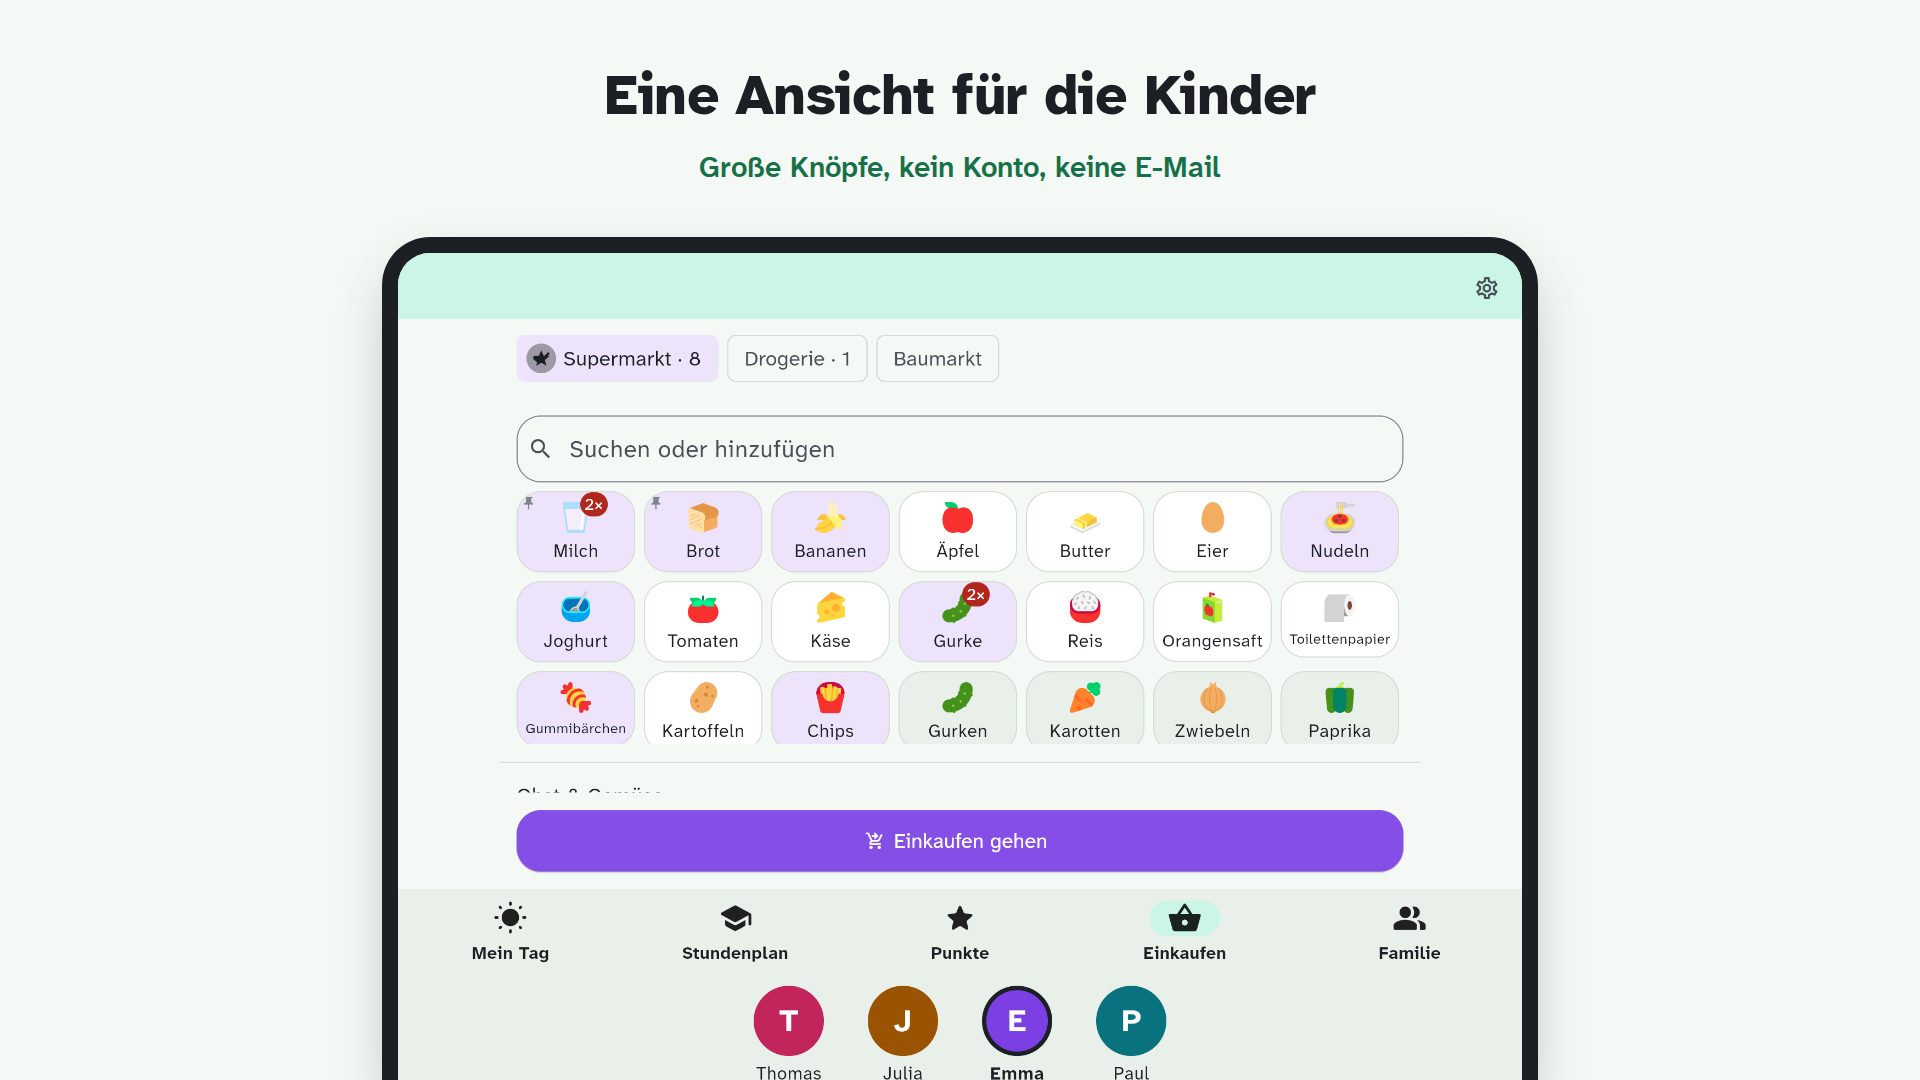 Eine Ansicht für die Kinder
Große Knöpfe, kein Konto, keine E-Mail
Supermarkt · 8 Drogerie · 1 Baumarkt
Suchen oder hinzufügen
2× 
Milch Brot Bananen Äpfel Butter Eier Nudeln
2×
Joghurt Tomaten Käse Gurke Reis Orangensaft Toilettenpapier
Gummibärchen Kartoffeln Chips Gurken Karotten Zwiebeln Paprika
Obst & Gemüse
Einkaufen gehen
Mein Tag Stundenplan Punkte Einkaufen Familie
T J E P
Thomas Julia Emma Paul